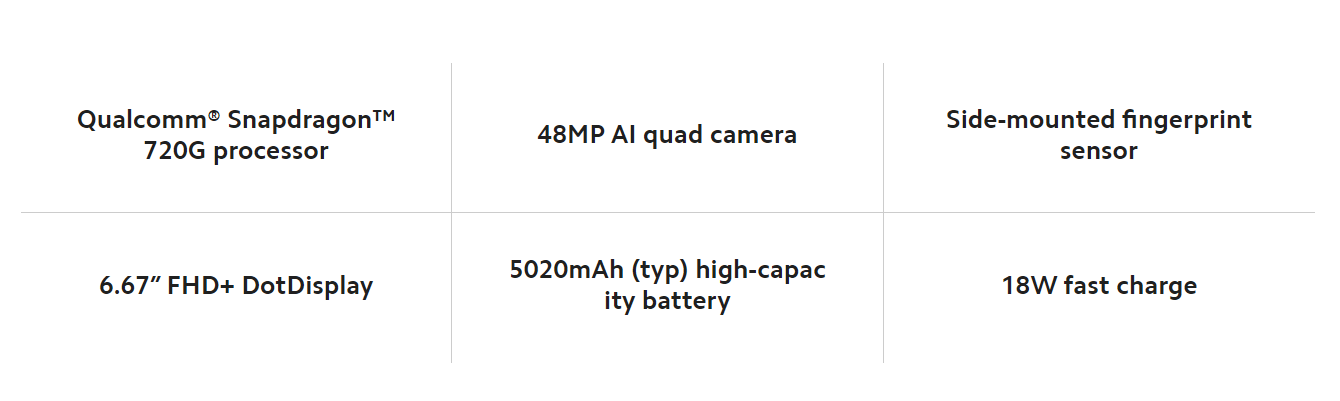 Qualcomm® Snapdragon™
720G processor
48MP AI quad camera
Side-mounted fingerprint
sensor
6.67″ FHD+ DotDisplay
5020mAh (typ) high-capac
ity battery
18W fast charge